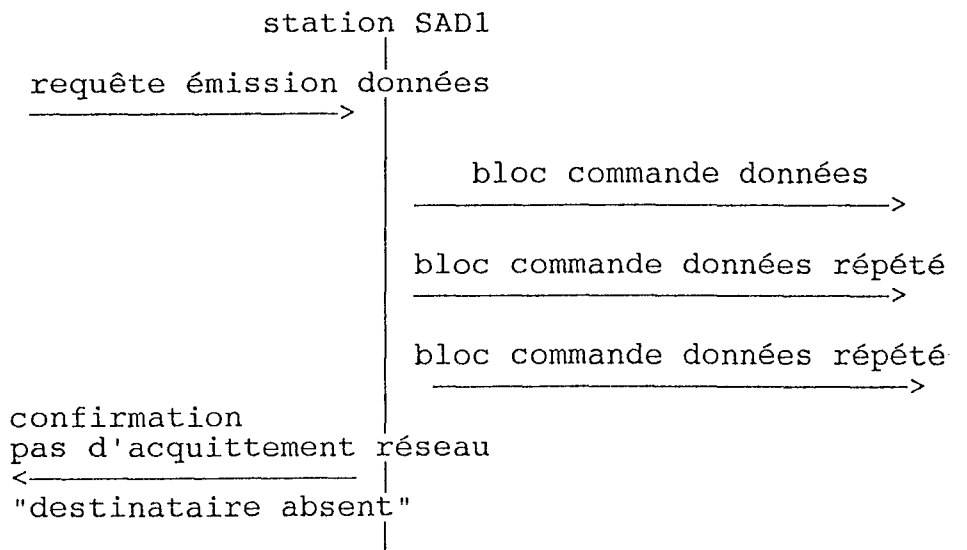 station SAD1
requête émission données
bloc commande données
bloc commande données répété
bloc commande données répété
confirmation
pas d'acquittement réseau
"destinataire absent"